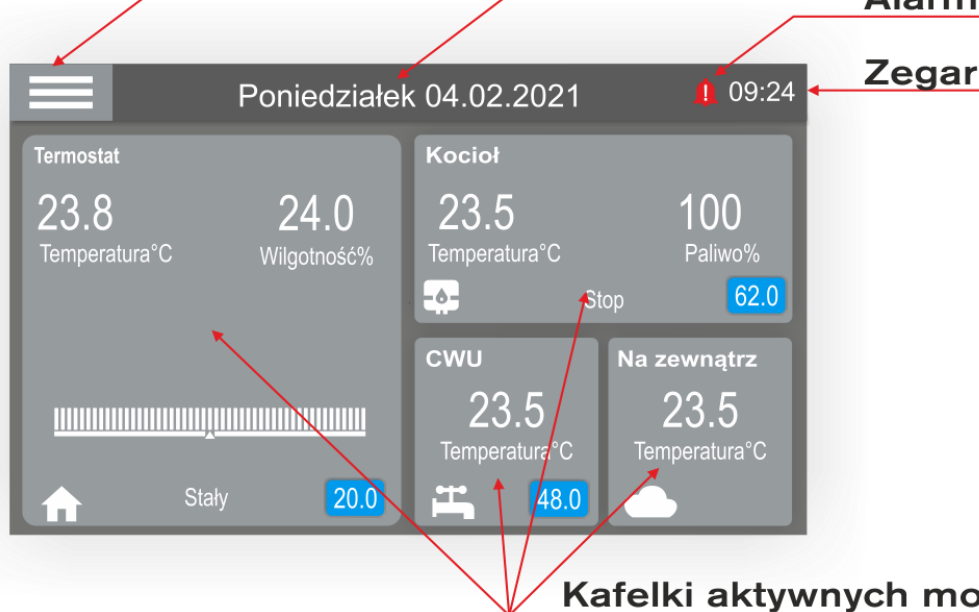 Alarm
Zegar
Poniedziałek 04.02.2021
09:24
Termostat
23.8
Temperatura°C
24.0
Wilgotność%
Stały
20.0
Kocioł
23.5
Temperatura°C
100
Paliwo%
Stop
62.0
CWU
23.5
Temperatura°C
48.0
Na zewnątrz
23.5
Temperatura°C
Kafelki aktywnych